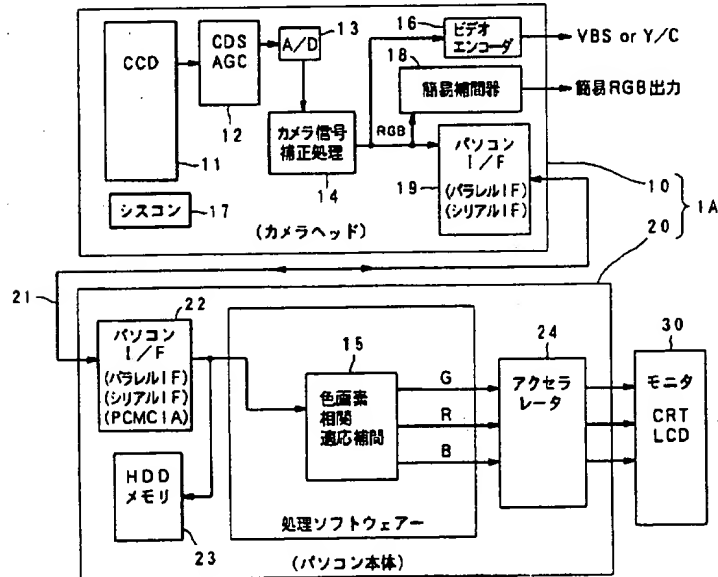 CCD
11
CDS
AGC
12
A/D
13
カメラ信号
補正処理
14
RGB
16
ビデオ
エンコーダ
VBS or Y/C
18
簡易補間器
簡易RGB出力
パソコン
I/F
19
(パラレルIF)
(シリアルIF)
シスコン
17
(カメラヘッド)
10
20
1A
21
22
パソコン
I/F
(パラレルIF)
(シリアルIF)
(PCMCIA)
HDD
メモリ
23
15
色画素
相関
適応補間
G
R
B
処理ソフトウェアー
24
アクセラ
レータ
30
モニタ
CRT
LCD
(パソコン本体)